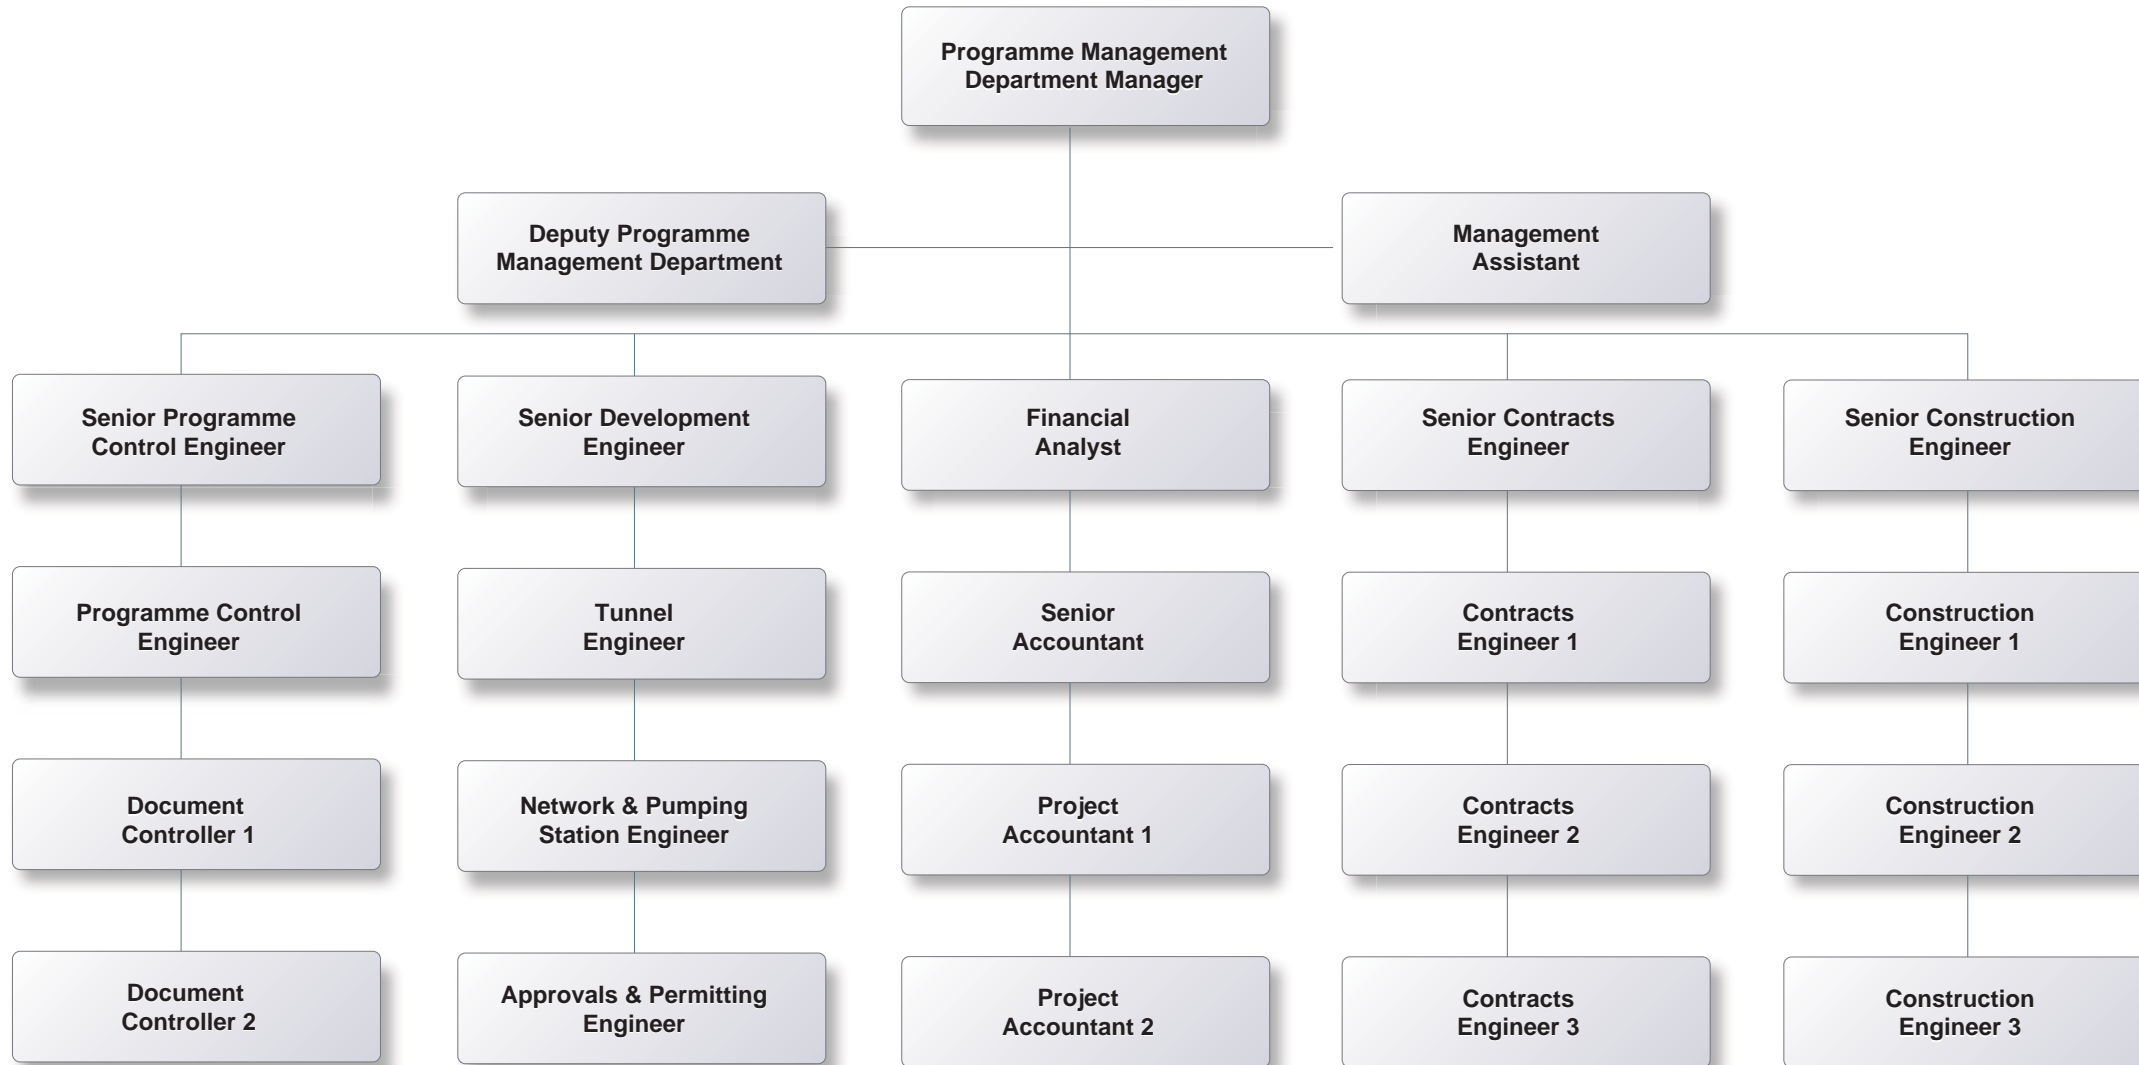 Programme Management
Department Manager
Deputy Programme
Management Department
Management
Assistant
Senior Programme
Control Engineer
Senior Development
Engineer
Financial
Analyst
Senior Contracts
Engineer
Senior Construction
Engineer
Programme Control
Engineer
Tunnel
Engineer
Senior
Accountant
Contracts
Engineer 1
Construction
Engineer 1
Document
Controller 1
Network & Pumping
Station Engineer
Project
Accountant 1
Contracts
Engineer 2
Construction
Engineer 2
Document
Controller 2
Approvals & Permitting
Engineer
Project
Accountant 2
Contracts
Engineer 3
Construction
Engineer 3